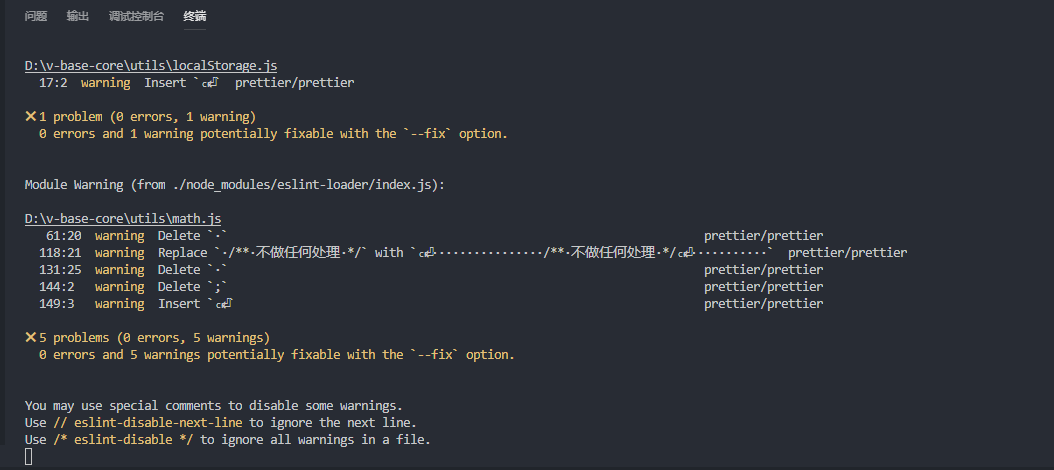 问题 输出 调试控制台 终端
D:\v-base-core\utils\localStorage.js
17:2 warning Insert `␍⏎` prettier/prettier
✕ 1 problem (0 errors, 1 warning)
0 errors and 1 warning potentially fixable with the `--fix` option.
Module Warning (from ./node_modules/eslint-loader/index.js):
D:\v-base-core\utils\math.js
61:20 warning Delete `·` prettier/prettier
118:21 warning Replace `·/**·不做任何处理·*/` with `␍⏎················/**·不做任何处理·*/␍⏎··········` prettier/prettier
131:25 warning Delete `·` prettier/prettier
144:2 warning Delete `;` prettier/prettier
149:3 warning Insert `␍⏎` prettier/prettier
✕ 5 problems (0 errors, 5 warnings)
0 errors and 5 warnings potentially fixable with the `--fix` option.
You may use special comments to disable some warnings.
Use // eslint-disable-next-line to ignore the next line.
Use /* eslint-disable */ to ignore all warnings in a file.